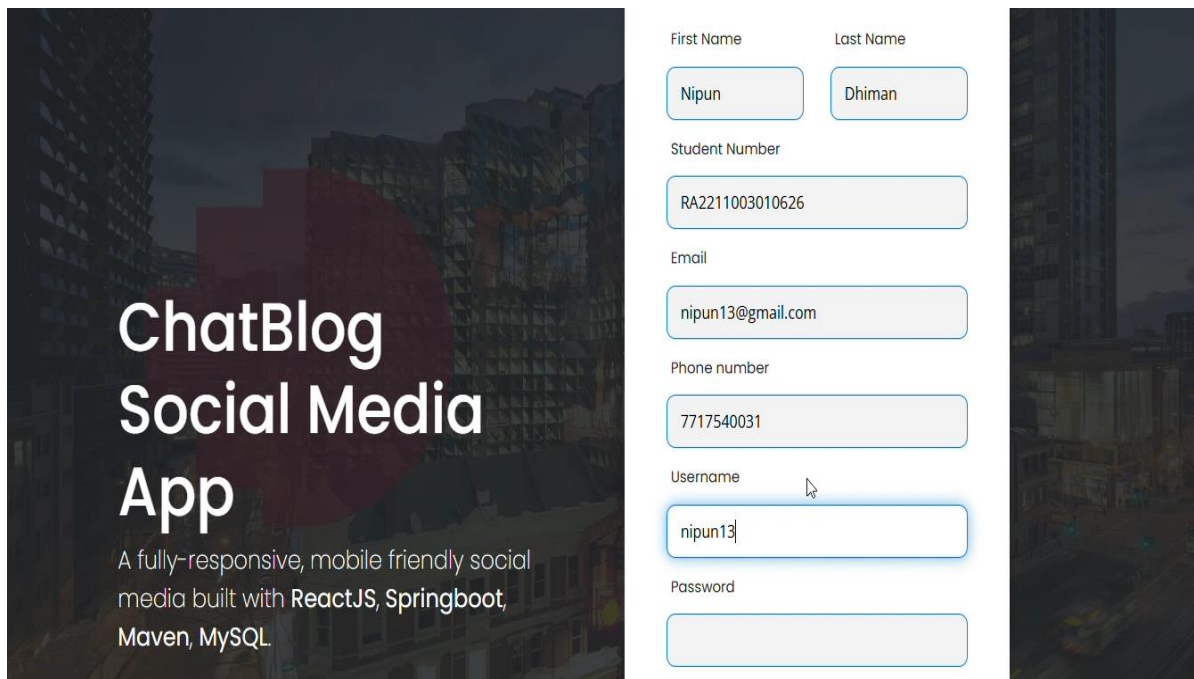 ChatBlog
Social Media
App
A fully-responsive, mobile friendly social
media built with ReactJS, Springboot,
Maven, MySQL.
First Name Last Name
Nipun Dhiman
Student Number
RA2211003010626
Email
nipun13@gmail.com
Phone number
7717540031
Username
nipun13
Password